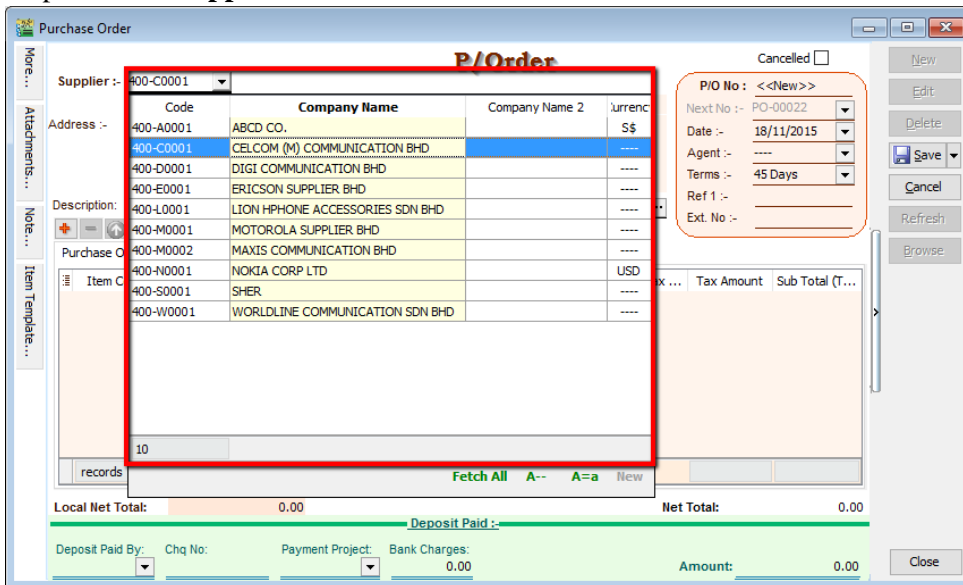 Purchase Order
P/Order
Cancelled
Supplier :- 400-C0001
Address :-
Description:
More...
Attachments...
Note...
Item Template...
P/O No : <<New>>
Next No :- PO-00022
Date :- 18/11/2015
Agent :- ----
Terms :- 45 Days
Ref 1 :-
Ext. No :-
New
Edit
Delete
Save
Cancel
Refresh
Browse
Code Company Name Company Name 2 urrenc
400-A0001 ABCD CO. S$
400-C0001 CELCOM (M) COMMUNICATION BHD ----
400-D0001 DIGI COMMUNICATION BHD ----
400-E0001 ERICSON SUPPLIER BHD ----
400-L0001 LION HPHONE ACCESSORIES SDN BHD ----
400-M0001 MOTOROLA SUPPLIER BHD ----
400-M0002 MAXIS COMMUNICATION BHD ----
400-N0001 NOKIA CORP LTD USD
400-S0001 SHER ----
400-W0001 WORLDLINE COMMUNICATION SDN BHD ----
10
Purchase O
Item C ax ... Tax Amount Sub Total (T...
records
Fetch All A-- A=a New
Local Net Total: 0.00 Net Total: 0.00
Deposit Paid :-
Deposit Paid By: Chq No: Payment Project: Bank Charges:
0.00 Amount: 0.00
Close